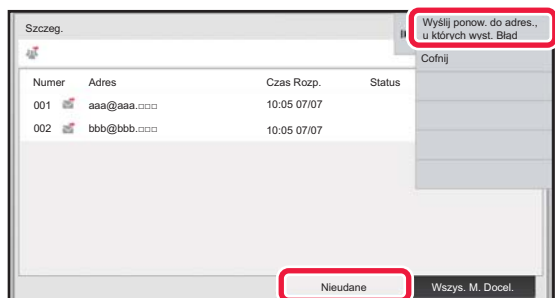 Szczeg.
Wyślij ponow. do adres.,
u których wyst. Błąd
Cofnij
Numer Adres Czas Rozp. Status
001 aaa@aaa.□□□ 10:05 07/07
002 bbb@bbb.□□□ 10:05 07/07
Nieudane Wszys. M. Docel.